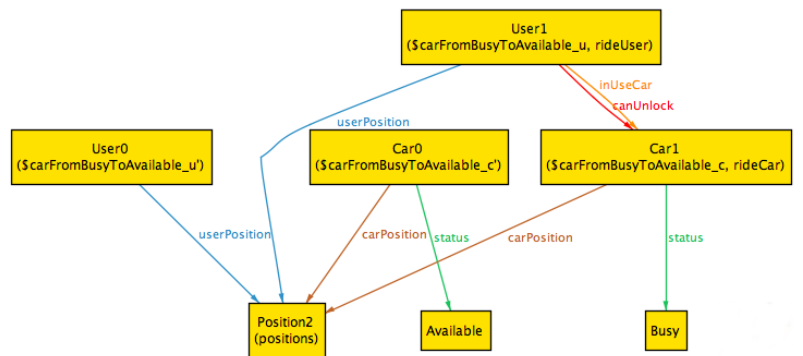 User1
($carFromBusyToAvailable_u, rideUser)
inUseCar
canUnlock
userPosition
User0
($carFromBusyToAvailable_u')
Car0
($carFromBusyToAvailable_c')
Car1
($carFromBusyToAvailable_c, rideCar)
userPosition
carPosition
status
carPosition
status
Position2
(positions)
Available
Busy